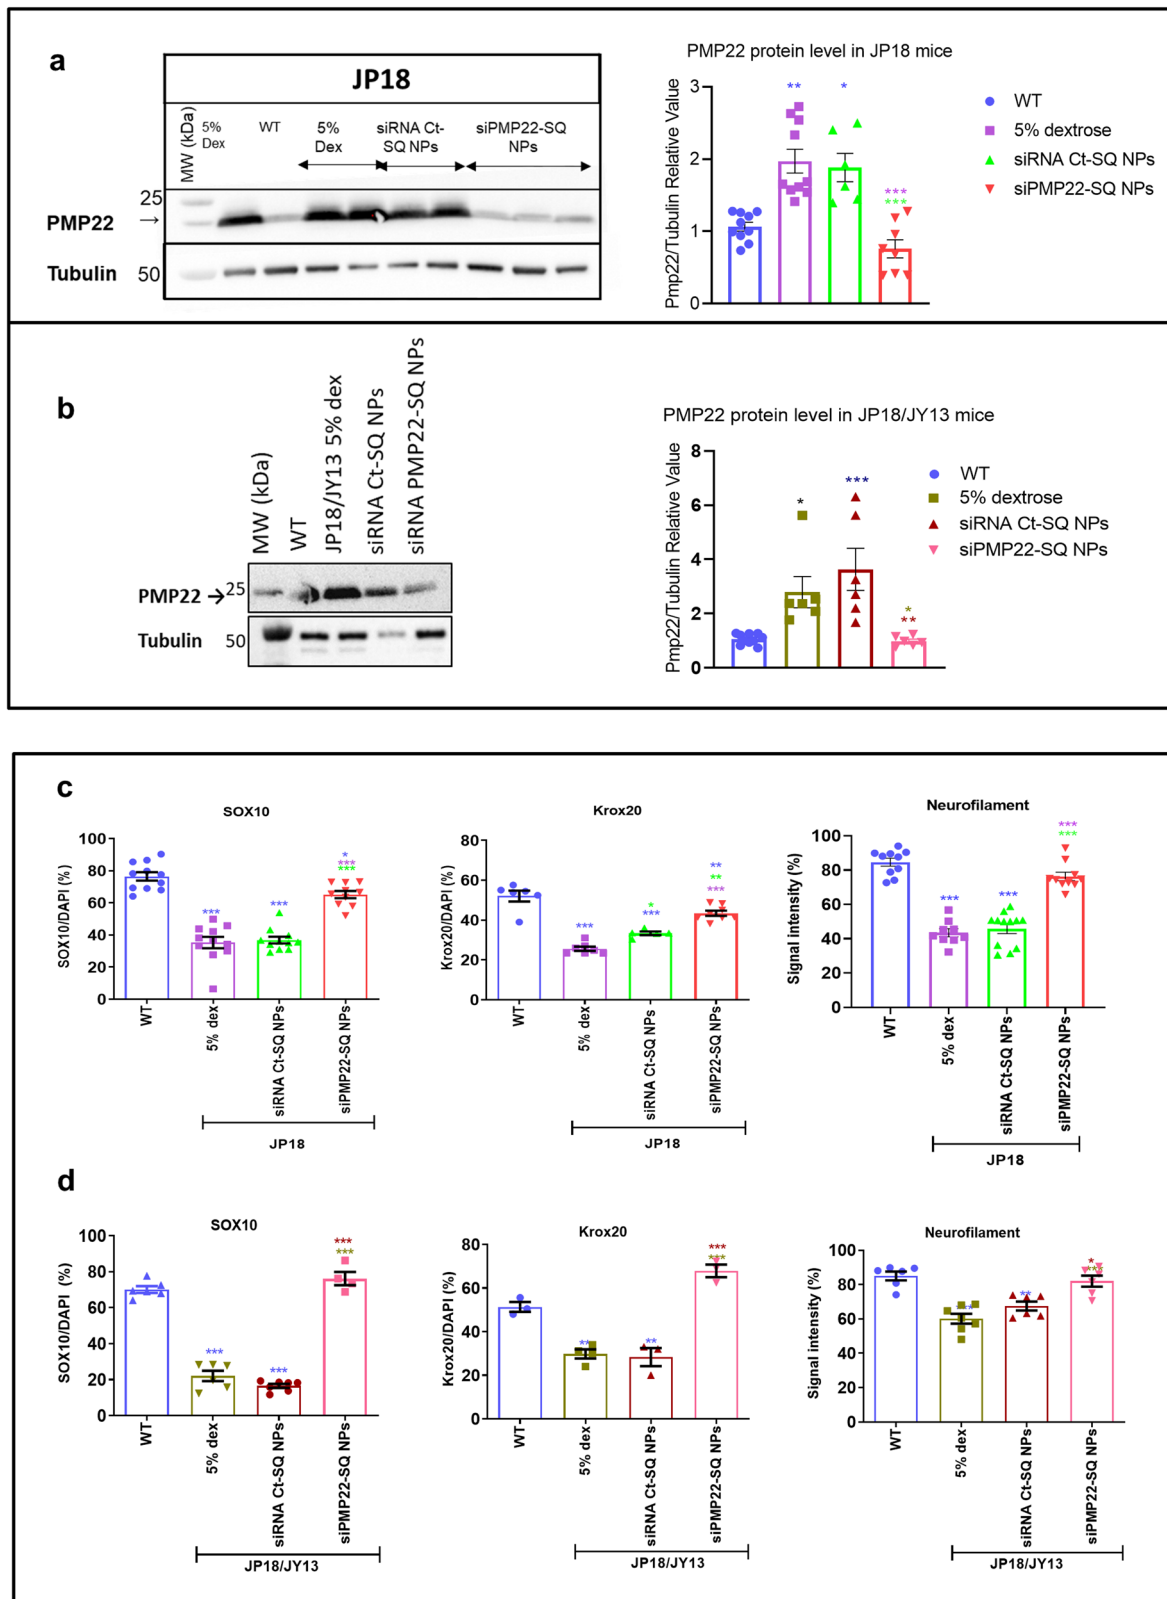 a
JP18
MW (kDa)
5% Dex
WT
5% Dex
siRNA Ct-SQ NPs
siPMP22-SQ NPs
25
PMP22 →
Tubulin 50
PMP22 protein level in JP18 mice
Pmp22/Tubulin Relative Value
3
2
1
0
** * *** ***
WT
5% dextrose
siRNA Ct-SQ NPs
siPMP22-SQ NPs
b
MW (kDa)
WT
JP18/JY13 5% dex
siRNA Ct-SQ NPs
siRNA PMP22-SQ NPs
PMP22 → 25
Tubulin 50
PMP22 protein level in JP18/JY13 mice
Pmp22/Tubulin Relative Value
8
6
4
2
0
* *** * **
WT
5% dextrose
siRNA Ct-SQ NPs
siPMP22-SQ NPs
c
SOX10
SOX10/DAPI (%)
100
80
60
40
20
0
*** *** * *** ***
WT
5% dex
siRNA Ct-SQ NPs
siPMP22-SQ NPs
JP18
Krox20
Krox20/DAPI (%)
80
60
40
20
0
*** * *** ** ** ***
WT
5% dex
siRNA Ct-SQ NPs
siPMP22-SQ NPs
JP18
Neurofilament
Signal intensity (%)
100
80
60
40
20
0
*** *** *** ***
WT
5% dex
siRNA Ct-SQ NPs
siPMP22-SQ NPs
JP18
d
SOX10
SOX10/DAPI (%)
100
80
60
40
20
0
*** *** *** ***
WT
5% dex
siRNA Ct-SQ NPs
siPMP22-SQ NPs
JP18/JY13
Krox20
Krox20/DAPI (%)
80
60
40
20
0
** ** *** ***
WT
5% dex
siRNA Ct-SQ NPs
siPMP22-SQ NPs
JP18/JY13
Neurofilament
Signal intensity (%)
100
80
60
40
20
0
*** ** * ***
WT
5% dex
siRNA Ct-SQ NPs
siPMP22-SQ NPs
JP18/JY13